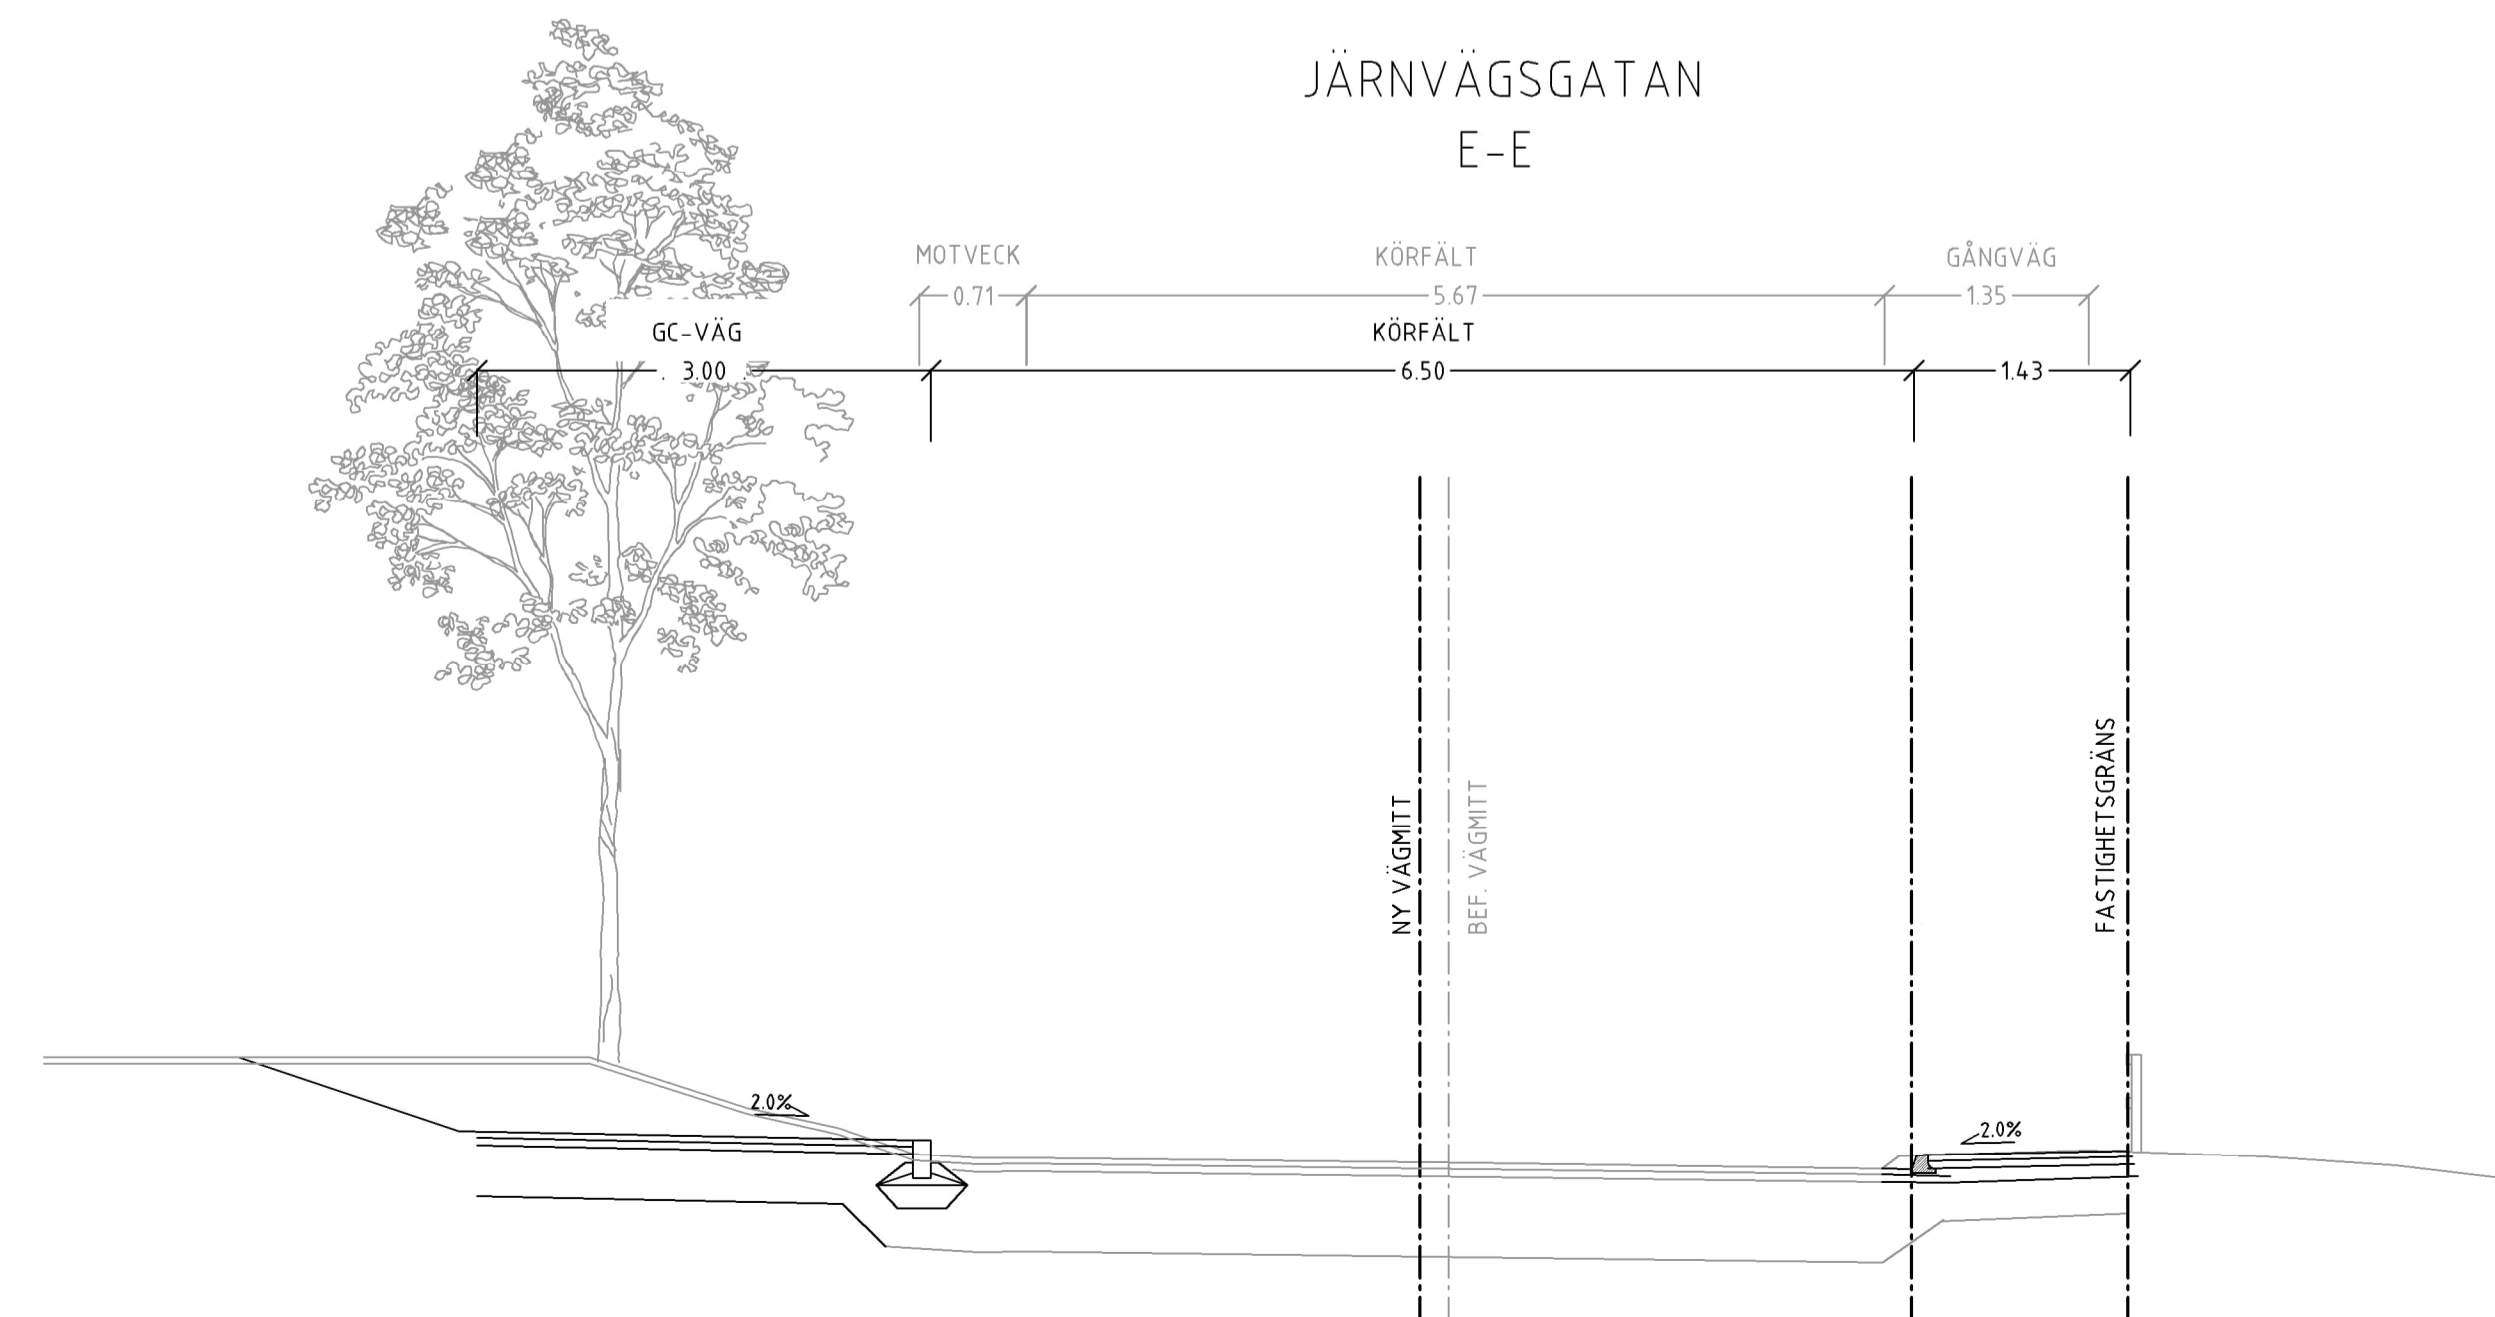 JÄRNVÄGSGATAN
E-E
MOTVECK
KÖRFÄLT
GÅNGVÄG
0.71
5.67
1.35
GC-VÄG
KÖRFÄLT
3.00
6.50
1.43
NY VÄGMITT
BEF. VÄGMITT
FASTIGHETSGRÄNS
2.0%
2.0%